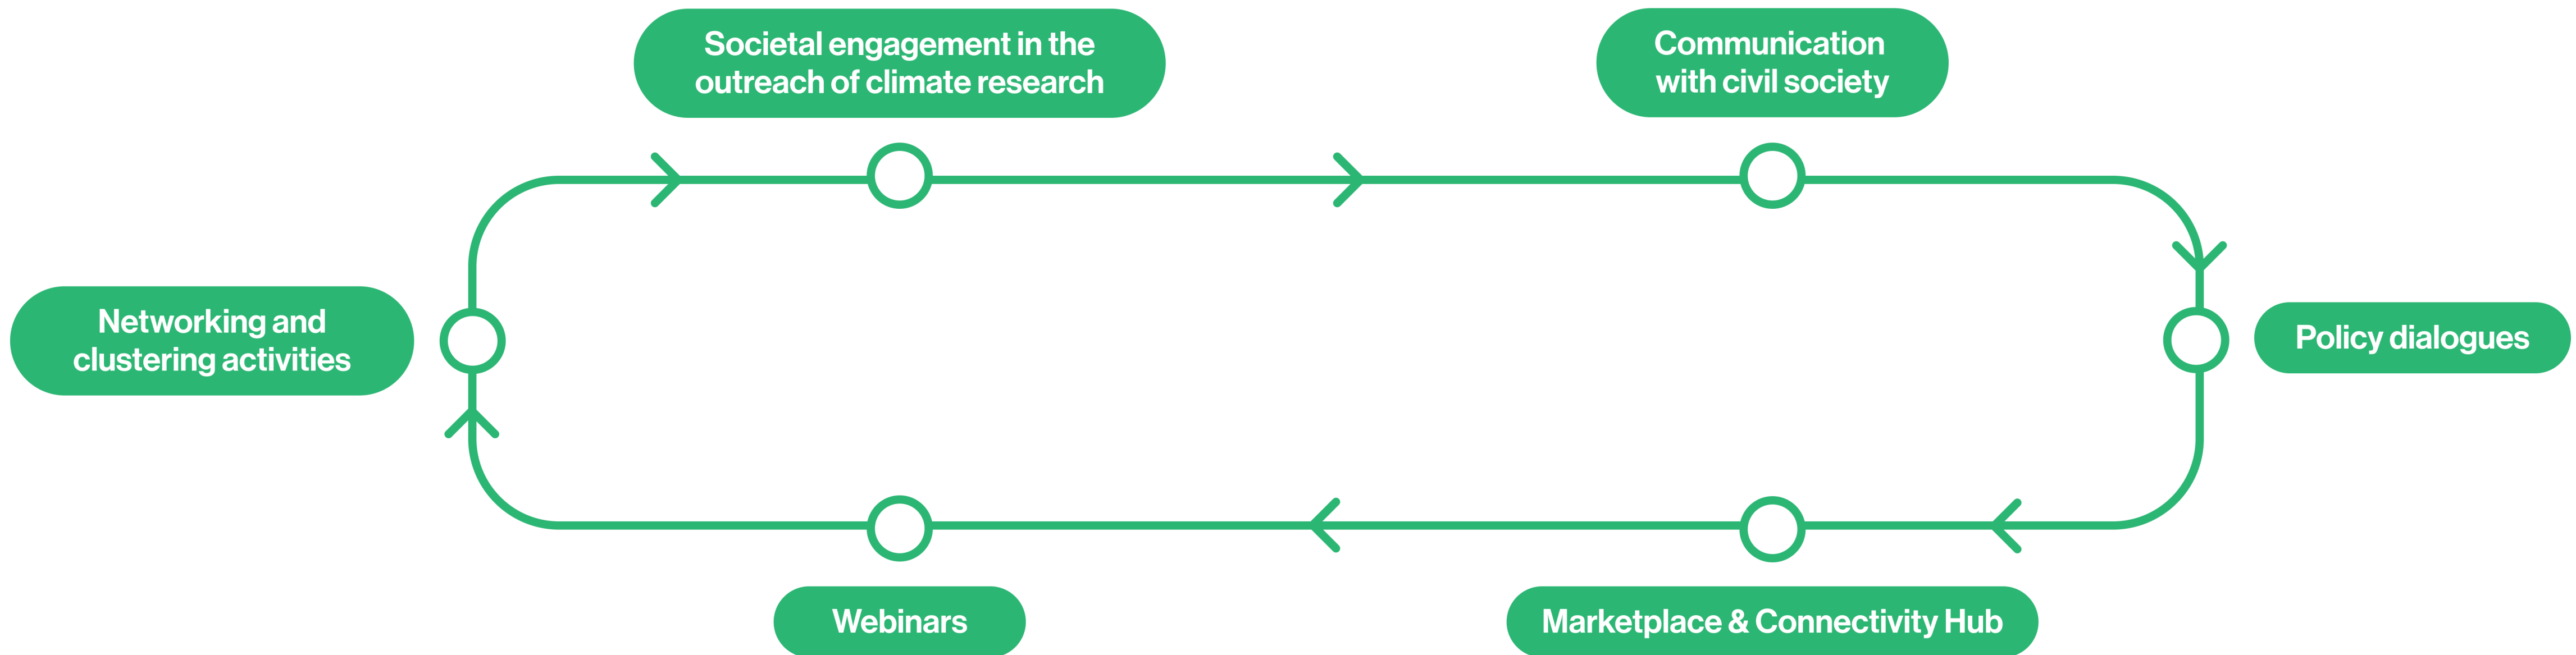 Societal engagement in the
outreach of climate research
Communication
with civil society
Networking and
clustering activities
Policy dialogues
Webinars
Marketplace & Connectivity Hub